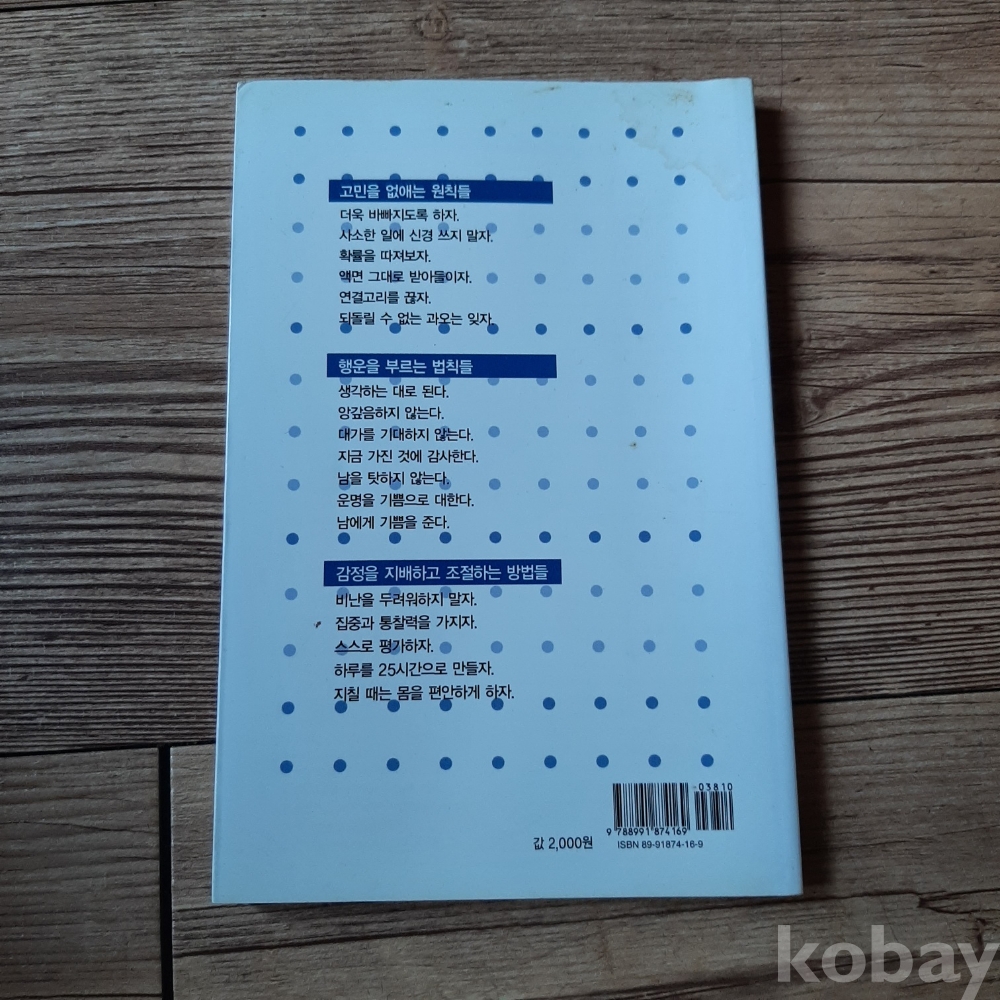 고민을 없애는 원칙들
더욱 바빠지도록 하자.
사소한 일에 신경 쓰지 말자.
확률을 따져보자.
액면 그대로 받아들이자.
연결고리를 끊자.
되돌릴 수 없는 과오는 잊자.
행운을 부르는 법칙들
생각하는 대로 된다.
앙갚음하지 않는다.
대가를 기대하지 않는다.
지금 가진 것에 감사한다.
남을 탓하지 않는다.
운명을 기쁨으로 대한다.
남에게 기쁨을 준다.
감정을 지배하고 조절하는 방법들
비난을 두려워하지 말자.
집중과 통찰력을 가지자.
스스로 평가하자.
하루를 25시간으로 만들자.
지칠 때는 몸을 편안하게 하자.
03810
9 788991 874169
값 2,000원
ISBN 89-91874-16-9
kobay